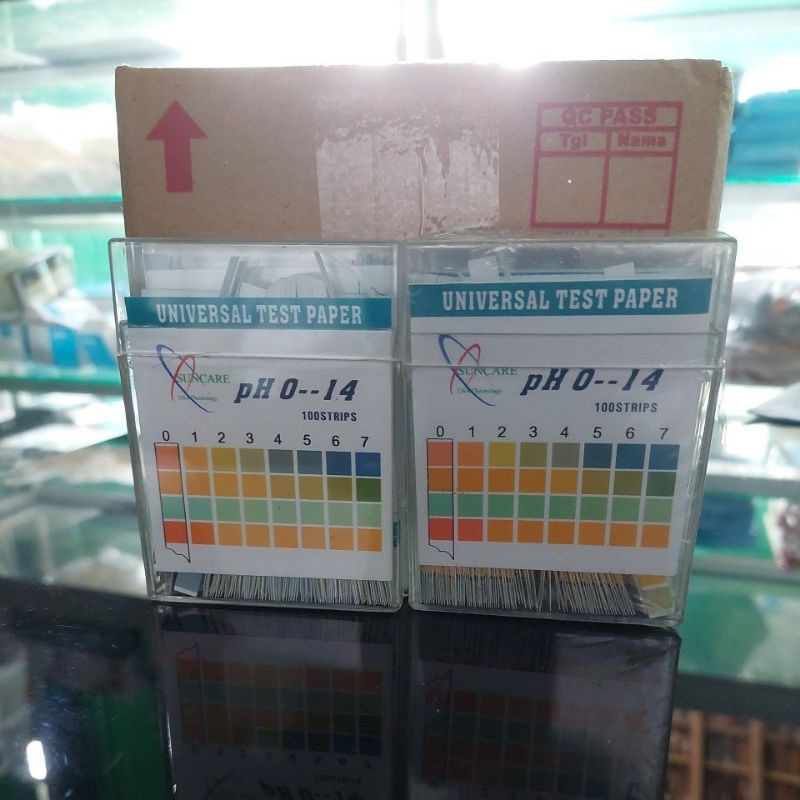 QC PASS
Tgl Nama
UNIVERSAL TEST PAPER
SUNCARE
pH 0--14
100STRIPS
0 1 2 3 4 5 6 7
UNIVERSAL TEST PAPER
SUNCARE
pH 0--14
100STRIPS
0 1 2 3 4 5 6 7